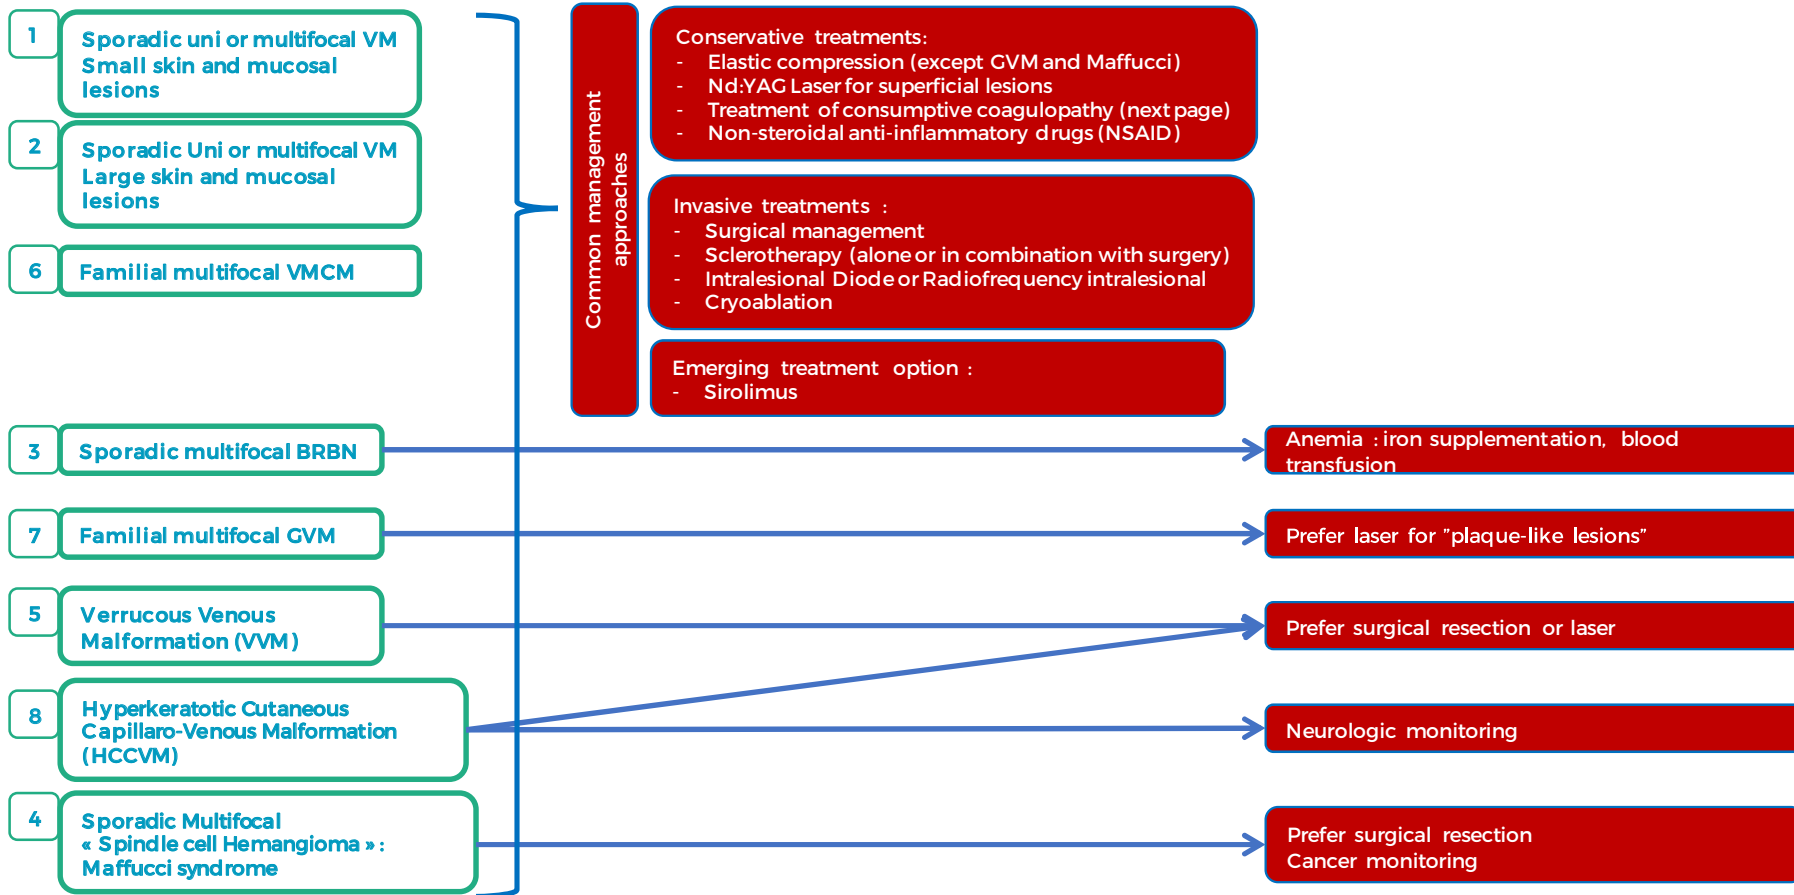 1
Sporadic uni or multifocal VM
Small skin and mucosal
lesions
2
Sporadic Uni or multifocal VM
Large skin and mucosal
lesions
6
Familial multifocal VMCM
Common management
approaches
Conservative treatments:
- Elastic compression (except GVM and Maffucci)
- Nd:YAG Laser for superficial lesions
- Treatment of consumptive coagulopathy (next page)
- Non-steroidal anti-inflammatory drugs (NSAID)
Invasive treatments :
- Surgical management
- Sclerotherapy (alone or in combination with surgery)
- Intralesional Diode or Radiofrequency intralesional
- Cryoablation
Emerging treatment option :
- Sirolimus
3
Sporadic multifocal BRBN
Anemia : iron supplementation, blood
transfusion
7
Familial multifocal GVM
Prefer laser for "plaque-like lesions"
5
Verrucous Venous
Malformation (VVM)
Prefer surgical resection or laser
8
Hyperkeratotic Cutaneous
Capillaro-Venous Malformation
(HCCVM)
Neurologic monitoring
4
Sporadic Multifocal
« Spindle cell Hemangioma » :
Maffucci syndrome
Prefer surgical resection
Cancer monitoring